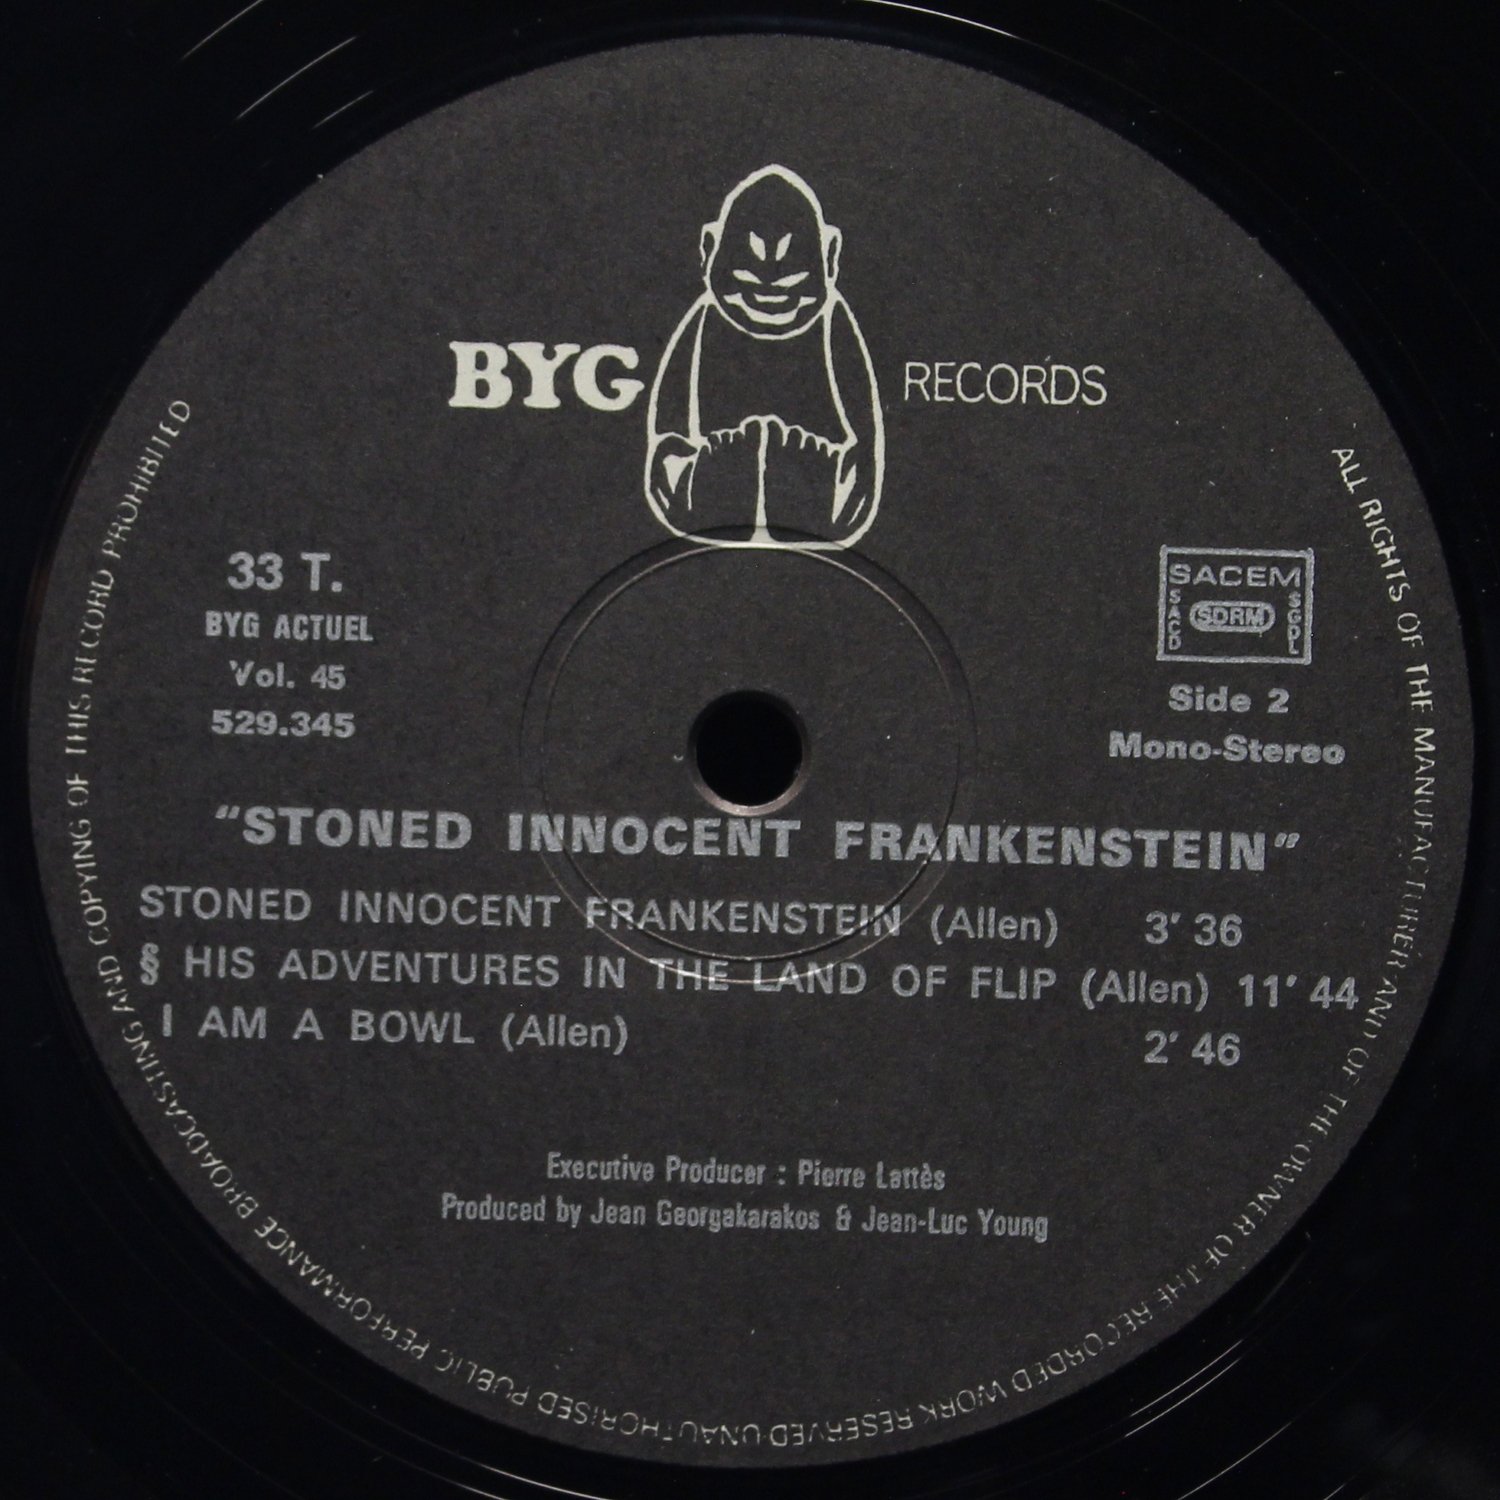 BYG RECORDS
33 T.
BYG ACTUEL
Vol. 45
529.345
SACEM
SACD SDRM SGDL
Side 2
Mono-Stereo
"STONED INNOCENT FRANKENSTEIN"
STONED INNOCENT FRANKENSTEIN (Allen) 3' 36
§ HIS ADVENTURES IN THE LAND OF FLIP (Allen) 11' 44
I AM A BOWL (Allen) 2' 46
Executive Producer : Pierre Lattès
Produced by Jean Georgakarakos & Jean-Luc Young
ALL RIGHTS OF THE MANUFACTURER AND OF THE OWNER OF THE RECORDED WORK RESERVED·UNAUTHORISED PUBLIC PERFORMANCE BROADCASTING AND COPYING OF THIS RECORD PROHIBITED